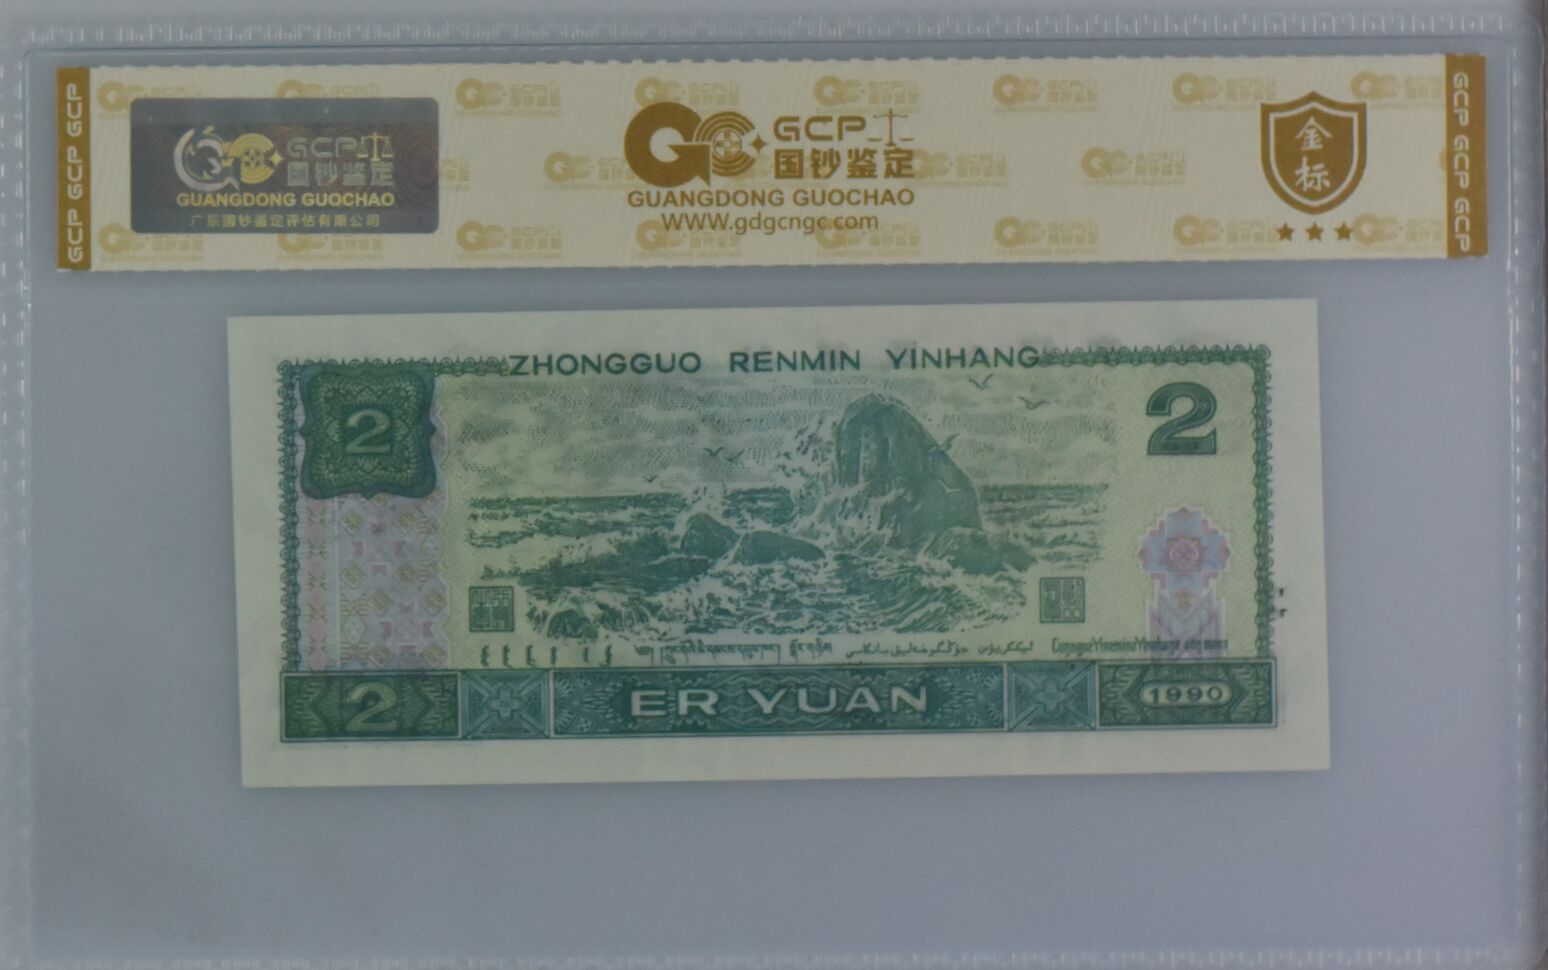 GCP GCP GCP
GCP
国钞鉴定
GUANGDONG GUOCHAO
广东国钞鉴定评估有限公司
GCP
国钞鉴定
GUANGDONG GUOCHAO
WWW.gdgcngc.com
金
标
GCP GCP GCP
ZHONGGUO RENMIN YINHANG
2
2
2
ER YUAN
1990